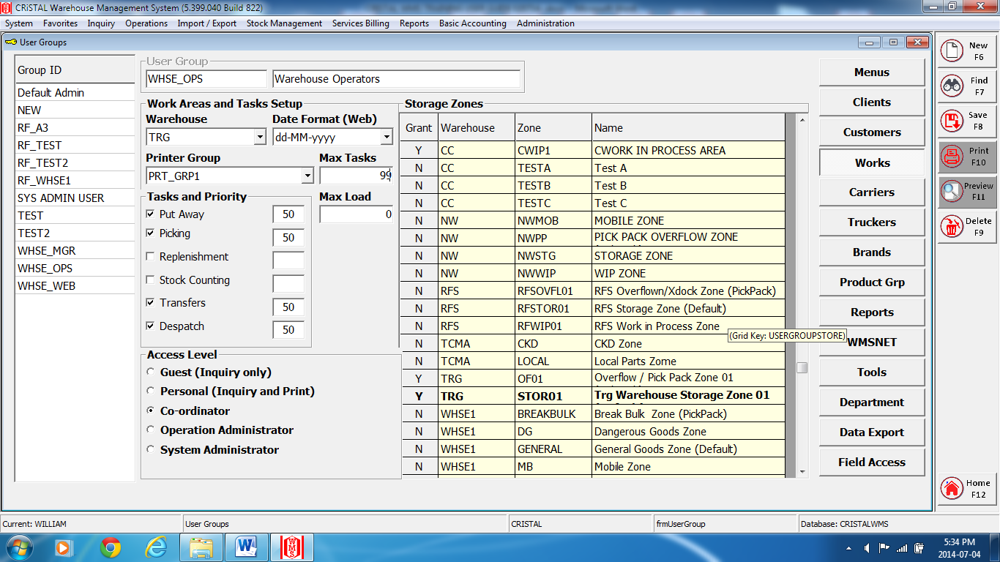 CRiSTAL Warehouse Management System (5.399.040 Build 822)
System Favorites Inquiry Operations Import / Export Stock Management Services Billing Reports Basic Accounting Administration
User Groups
Group ID
Default Admin
NEW
RF_A3
RF_TEST
RF_TEST2
RF_WHSE1
SYS ADMIN USER
TEST
TEST2
WHSE_MGR
WHSE_OPS
WHSE_WEB
User Group
WHSE_OPS Warehouse Operators
Work Areas and Tasks Setup
Warehouse Date Format (Web)
TRG dd-MM-yyyy
Printer Group Max Tasks
PRT_GRP1 99
Tasks and Priority Max Load
Put Away 50 0
Picking 50
Replenishment
Stock Counting
Transfers 50
Despatch 50
Access Level
Guest (Inquiry only)
Personal (Inquiry and Print)
Co-ordinator
Operation Administrator
System Administrator
Storage Zones
Grant Warehouse Zone Name
Y CC CWIP1 CWORK IN PROCESS AREA
N CC TESTA Test A
N CC TESTB Test B
N CC TESTC Test C
N NW NWMOB MOBILE ZONE
N NW NWPP PICK PACK OVERFLOW ZONE
N NW NWSTG STORAGE ZONE
N NW NWWIP WIP ZONE
N RFS RFSOVFL01 RFS Overflown/Xdock Zone (PickPack)
N RFS RFSTOR01 RFS Storage Zone (Default)
N RFS RFWIP01 RFS Work in Process Zone
(Grid Key: USERGROUPSTORE)
N TCMA CKD CKD Zone
N TCMA LOCAL Local Parts Zome
Y TRG OF01 Overflow / Pick Pack Zone 01
Y TRG STOR01 Trg Warehouse Storage Zone 01
N WHSE1 BREAKBULK Break Bulk Zone (PickPack)
N WHSE1 DG Dangerous Goods Zone
N WHSE1 GENERAL General Goods Zone (Default)
N WHSE1 MB Mobile Zone
Menus
Clients
Customers
Works
Carriers
Truckers
Brands
Product Grp
Reports
WMSNET
Tools
Department
Data Export
Field Access
New
F6
Find
F7
Save
F8
Print
F10
Preview
F11
Delete
F9
Home
F12
Current: WILLIAM User Groups CRISTAL frmUserGroup Database: CRISTALWMS
WMS
5:34 PM
2014-07-04